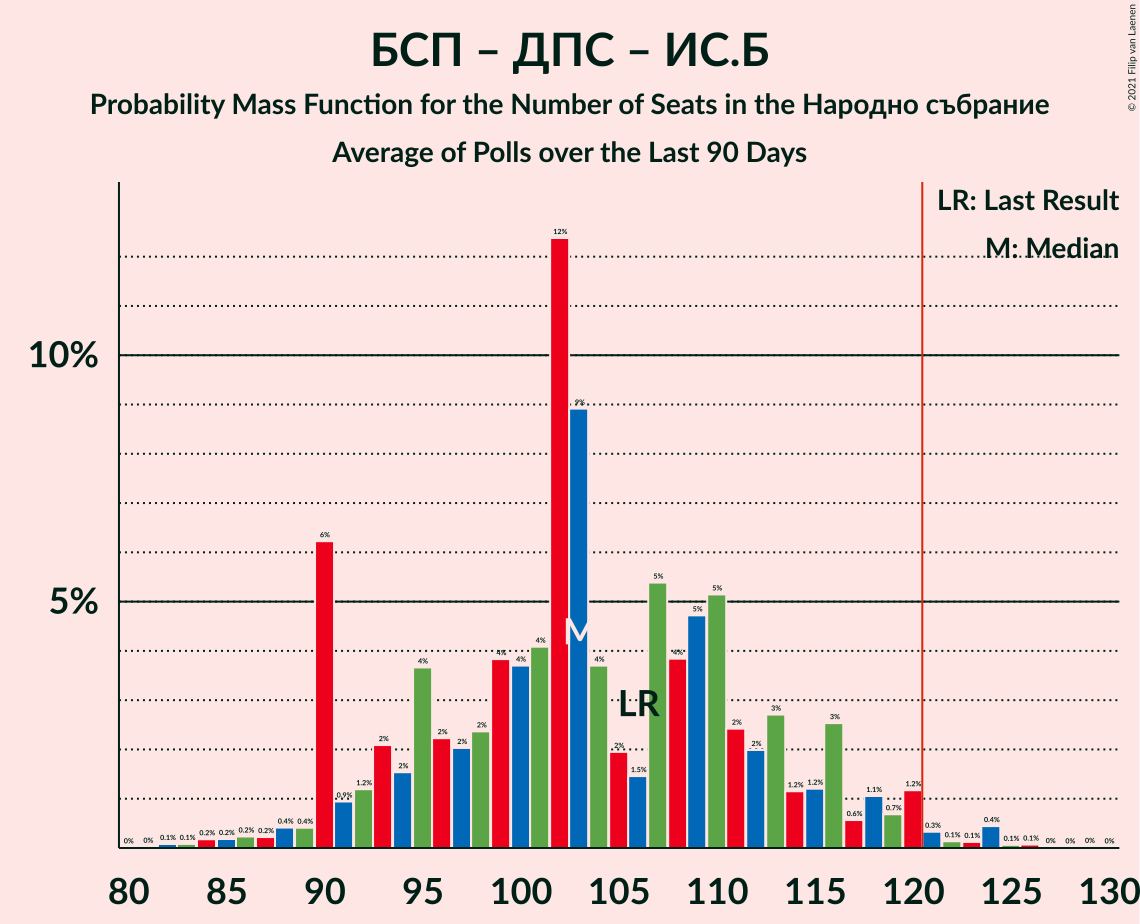 БСП – ДПС – ИС.Б
Probability Mass Function for the Number of Seats in the Народно събрание
Average of Polls over the Last 90 Days
© 2021 Filip van Laenen
LR: Last Result
M: Median
10%
5%
0% 0% 0.1% 0.1% 0.2% 0.2% 0.2% 0.2% 0.4% 0.4% 6% 0.9% 1.2% 2% 2% 4% 2% 2% 2% 4% 4% 4% 12% 9% 4% 2% 1.5% 5% 4% 5% 5% 2% 2% 3% 1.2% 1.2% 3% 0.6% 1.1% 0.7% 1.2% 0.3% 0.1% 0.1% 0.4% 0.1% 0.1% 0% 0% 0% 0%
M
LR
80 85 90 95 100 105 110 115 120 125 130